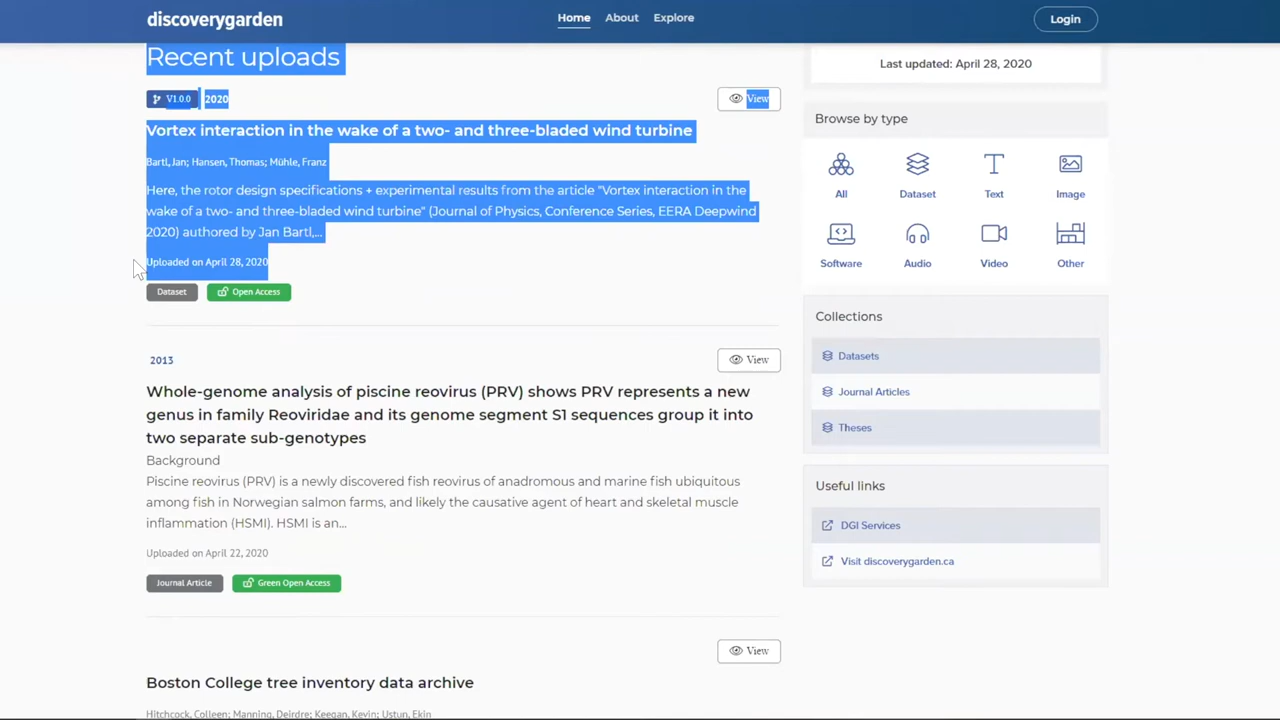 discoverygarden
Home About Explore
Login
Recent uploads
V1.0.0 2020
View
Vortex interaction in the wake of a two- and three-bladed wind turbine
Bartl, Jan; Hansen, Thomas; Mühle, Franz
Here, the rotor design specifications + experimental results from the article "Vortex interaction in the
wake of a two- and three-bladed wind turbine" (Journal of Physics, Conference Series, EERA Deepwind
2020) authored by Jan Bartl,...
Uploaded on April 28, 2020
Dataset Open Access
2013
View
Whole-genome analysis of piscine reovirus (PRV) shows PRV represents a new
genus in family Reoviridae and its genome segment S1 sequences group it into
two separate sub-genotypes
Background
Piscine reovirus (PRV) is a newly discovered fish reovirus of anadromous and marine fish ubiquitous
among fish in Norwegian salmon farms, and likely the causative agent of heart and skeletal muscle
inflammation (HSMI). HSMI is an...
Uploaded on April 22, 2020
Journal Article Green Open Access
View
Boston College tree inventory data archive
Hitchcock, Colleen; Manning, Deirdre; Keegan, Kevin; Ustun, Ekin
Last updated: April 28, 2020
Browse by type
All Dataset Text Image
Software Audio Video Other
Collections
Datasets
Journal Articles
Theses
Useful links
DGI Services
Visit discoverygarden.ca